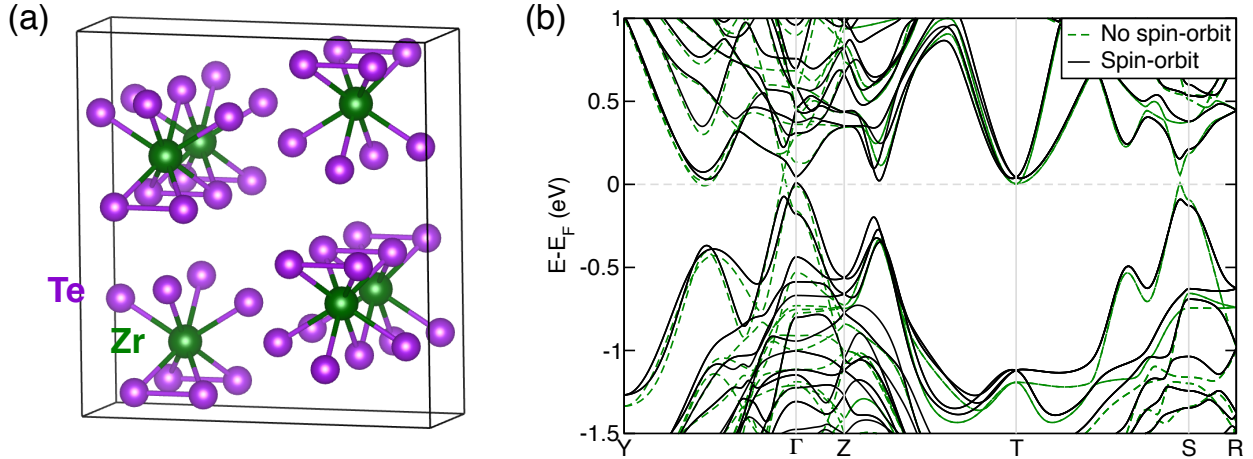 (a)
Te
Zr
(b)
E-E_F (eV)
1
0.5
0
-0.5
-1
-1.5
No spin-orbit
Spin-orbit
Y Γ Z T S R